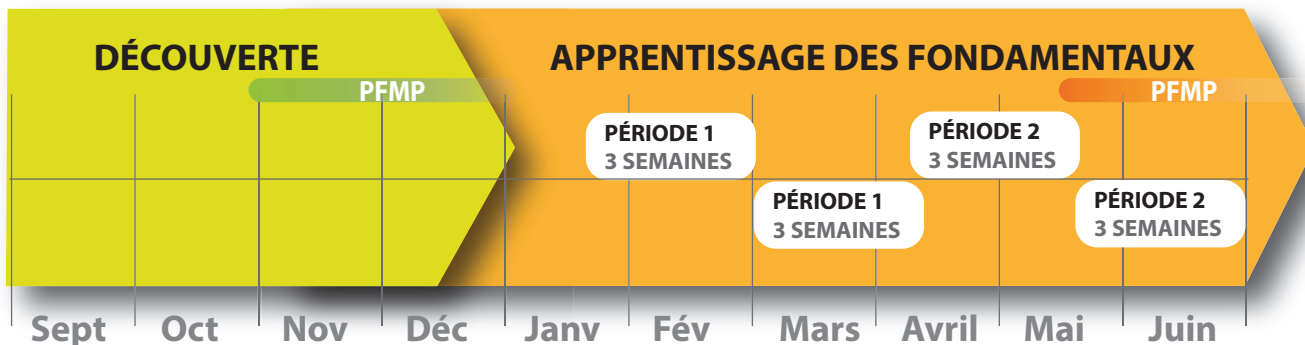 DÉCOUVERTE
APPRENTISSAGE DES FONDAMENTAUX
PFMP
PFMP
PÉRIODE 1
3 SEMAINES
PÉRIODE 2
3 SEMAINES
PÉRIODE 1
3 SEMAINES
PÉRIODE 2
3 SEMAINES
Sept Oct Nov Déc Janv Fév Mars Avril Mai Juin